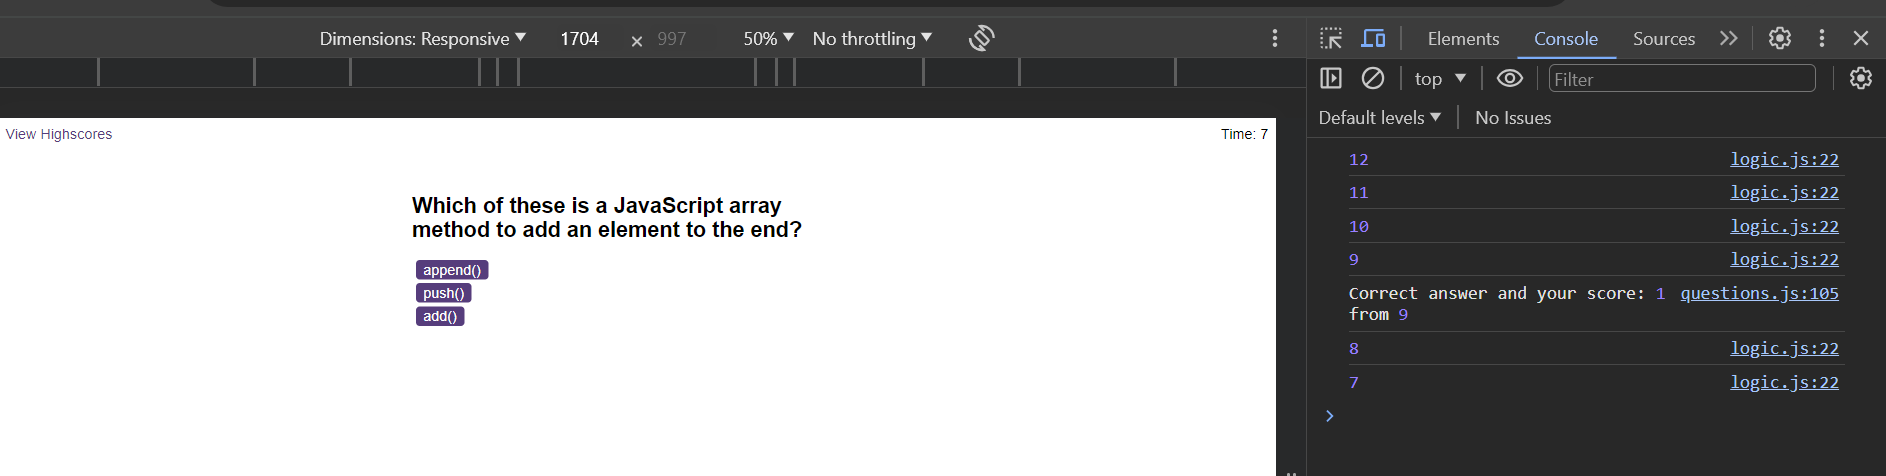 Dimensions: Responsive 1704 × 997 50% No throttling
View Highscores
Time: 7
Which of these is a JavaScript array
method to add an element to the end?
append()
push()
add()
Elements Console Sources
top Filter
Default levels No Issues
12 logic.js:22
11 logic.js:22
10 logic.js:22
9 logic.js:22
Correct answer and your score: 1 questions.js:105
from 9
8 logic.js:22
7 logic.js:22